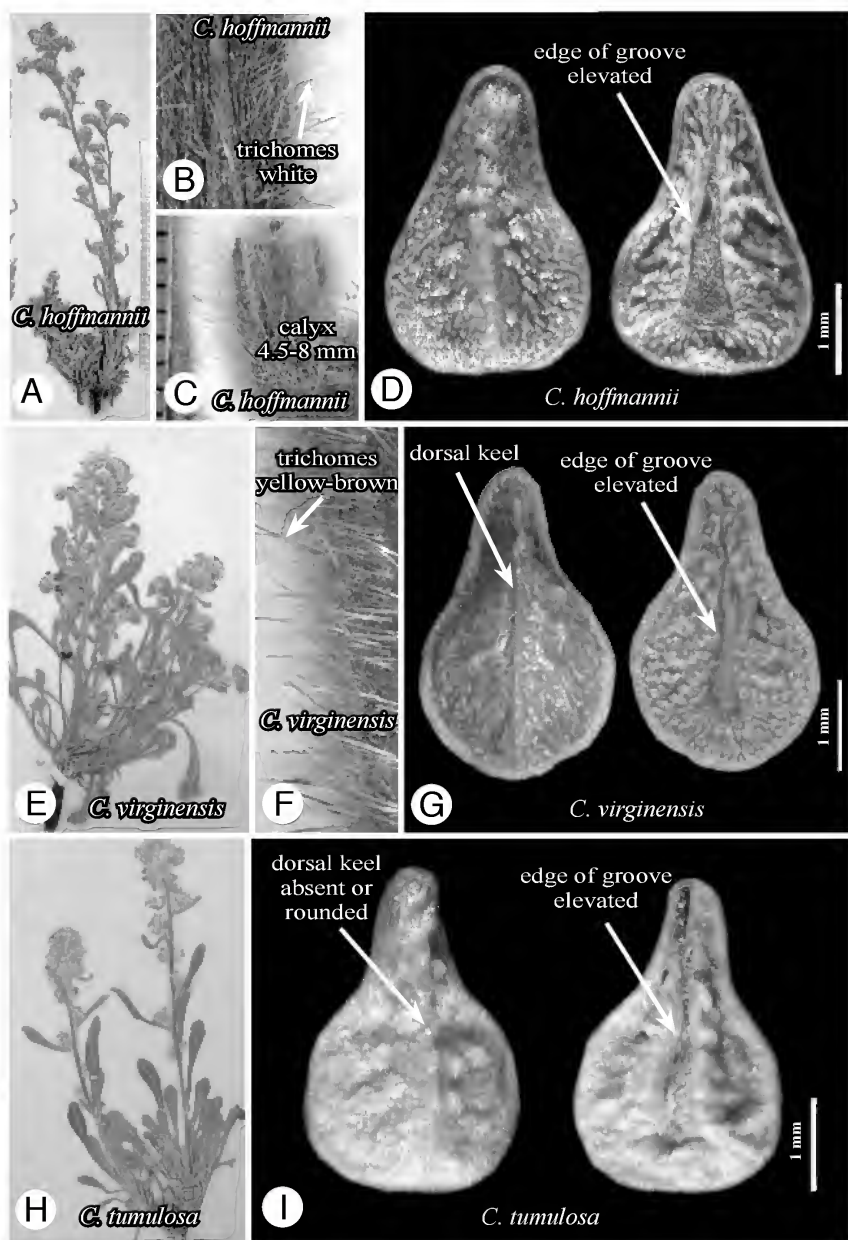 C. hoffmannii
A
C. hoffmannii
trichomes
white
B
calyx
4.5-8 mm
C
C. hoffmannii
edge of groove
elevated
1 mm
D
C. hoffmannii
E
C. virginensis
trichomes
yellow-brown
C. virginensis
F
dorsal keel
edge of groove
elevated
1 mm
G
C. virginensis
H
C. tumulosa
dorsal keel
absent or
rounded
edge of groove
elevated
1 mm
I
C. tumulosa